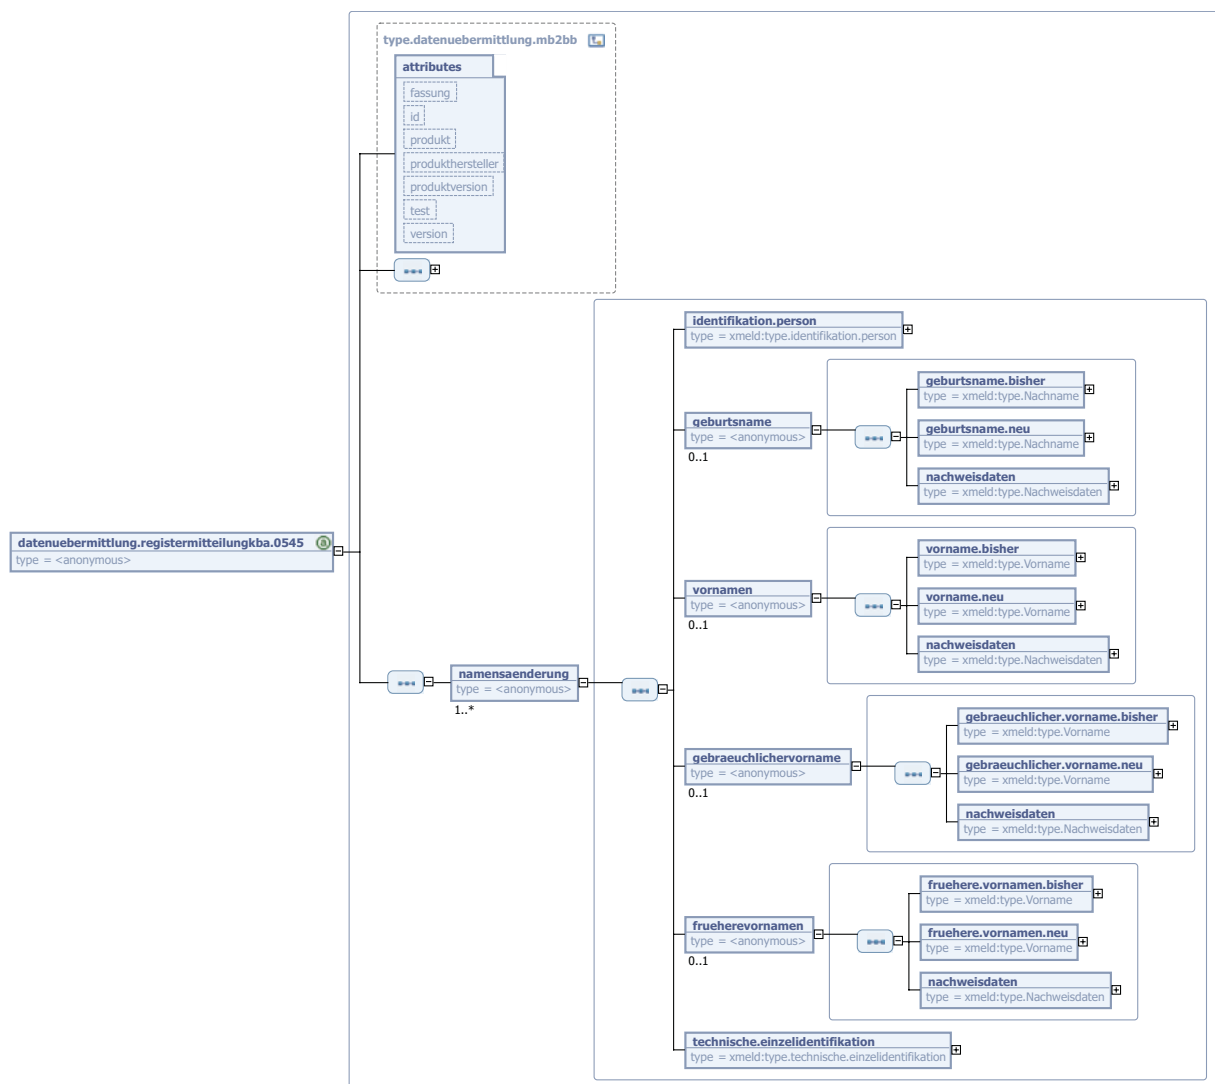 type.datenuebermittlung.mb2bb
attributes
fassung
id
produkt
produkthersteller
produktversion
test
version
identifikation.person
type = xmeld:type.identifikation.person
geburtsname.bisher
type = xmeld:type.Nachname
geburtsname
type = <anonymous>
0..1
geburtsname.neu
type = xmeld:type.Nachname
nachweisdaten
type = xmeld:type.Nachweisdaten
datenuebermittlung.registermitteilungkba.0545
type = <anonymous>
vorname.bisher
type = xmeld:type.Vorname
vornamen
type = <anonymous>
0..1
vorname.neu
type = xmeld:type.Vorname
nachweisdaten
type = xmeld:type.Nachweisdaten
namensaenderung
type = <anonymous>
1..*
gebraeuchlicher.vorname.bisher
type = xmeld:type.Vorname
gebraeuchlichervorname
type = <anonymous>
0..1
gebraeuchlicher.vorname.neu
type = xmeld:type.Vorname
nachweisdaten
type = xmeld:type.Nachweisdaten
fruehere.vornamen.bisher
type = xmeld:type.Vorname
frueherevornamen
type = <anonymous>
0..1
fruehere.vornamen.neu
type = xmeld:type.Vorname
nachweisdaten
type = xmeld:type.Nachweisdaten
technische.einzelidentifikation
type = xmeld:type.technische.einzelidentifikation